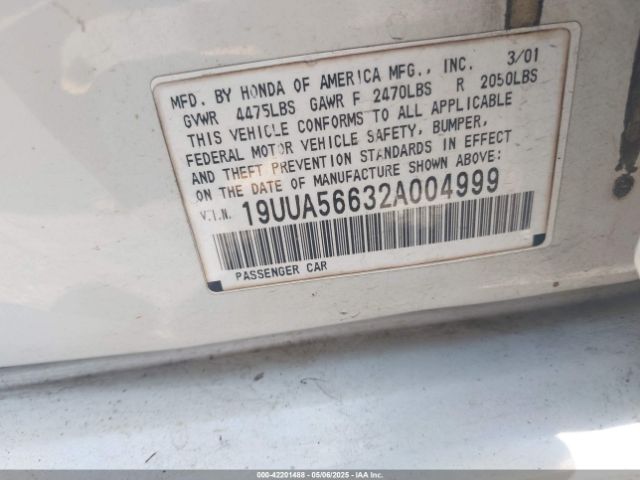 MFD. BY HONDA OF AMERICA MFG., INC. 3/01
GVWR 4475LBS GAWR F 2470LBS R 2050LBS
THIS VEHICLE CONFORMS TO ALL APPLICABLE
FEDERAL MOTOR VEHICLE SAFETY, BUMPER,
AND THEFT PREVENTION STANDARDS IN EFFECT
ON THE DATE OF MANUFACTURE SHOWN ABOVE.
V.I.N. 19UUA56632A004999
PASSENGER CAR
000-42201488 - 05/06/2025 - IAAI.COM